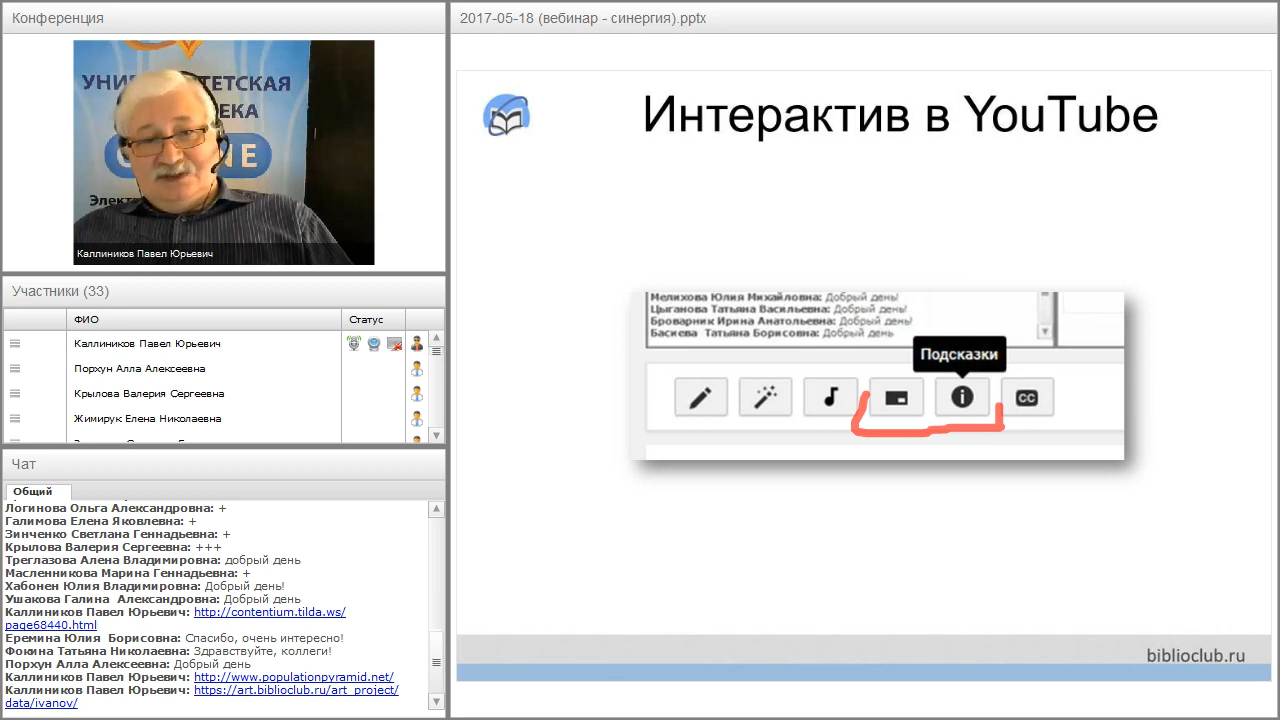 Конференция
УНИ ТЕТСКАЯ
ЕКА
NE
Каллиников Павел Юрьевич
Участники (33)
ФИО Статус
Каллиников Павел Юрьевич
Порхун Алла Алексеевна
Крылова Валерия Сергеевна
Жимирук Елена Николаевна
Чат
Общий
Логинова Ольга Александровна: +
Галимова Елена Яковлевна: +
Зинченко Светлана Геннадьевна: +
Крылова Валерия Сергеевна: +++
Треглазова Алена Владимировна: добрый день
Масленникова Марина Геннадьевна: +
Хабонен Юлия Владимировна: Добрый день!
Ушакова Галина Александровна: Добрый день
Каллиников Павел Юрьевич: http://contentium.tilda.ws/
page68440.html
Еремина Юлия Борисовна: Спасибо, очень интересно!
Фокина Татьяна Николаевна: Здравствуйте, коллеги!
Порхун Алла Алексеевна: Добрый день
Каллиников Павел Юрьевич: http://www.populationpyramid.net/
Каллиников Павел Юрьевич: https://art.biblioclub.ru/art_project/
data/ivanov/
2017-05-18 (вебинар - синергия).pptx
Интерактив в YouTube
Мелихова Юлия Михайловна: Добрый день!
Цыганова Татьяна Васильевна: Добрый день!
Броварник Ирина Анатольевна: Добрый день!
Басиева Татьяна Борисовна: Добрый день
Подсказки
CC
biblioclub.ru